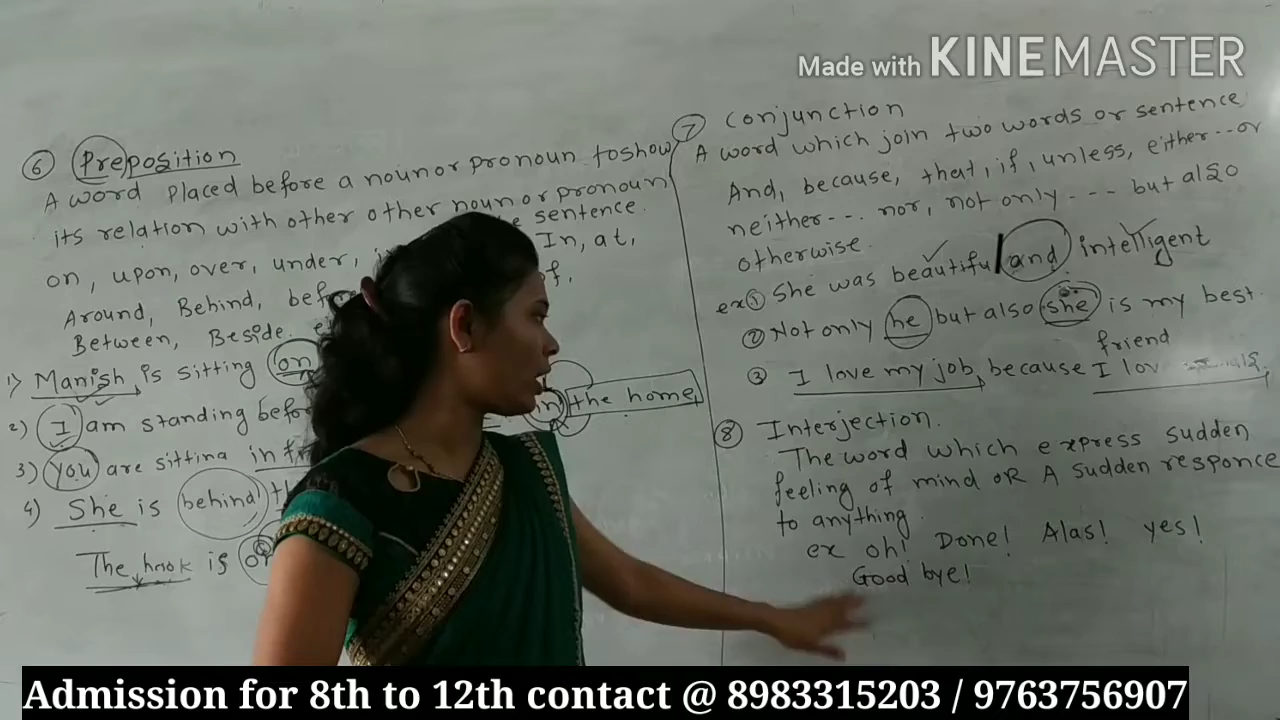 Made with KINEMASTER
6 Preposition
A word placed before a noun or pronoun to show
its relation with other other noun or pronoun
sentence.
on, upon, over, under, In, at,
Around, Behind,
Between, Beside.
1) Manish, is sitting on
2) I am standing
in the home,
3) You are sitting in
4) She is behind
The is
7 Conjunction
A word which join two words or sentence
And, because, that, if, unless, either--or
neither--- nor, not only --- but also
otherwise.
ex ① She was beautiful and intelligent
② Not only he but also she is my best
friend
③ I love my job, because I
8 Interjection.
The word which express sudden
feeling of mind OR A sudden responce
to anything.
ex oh! Done! Alas! yes!
Good bye!
Admission for 8th to 12th contact @ 8983315203 / 9763756907